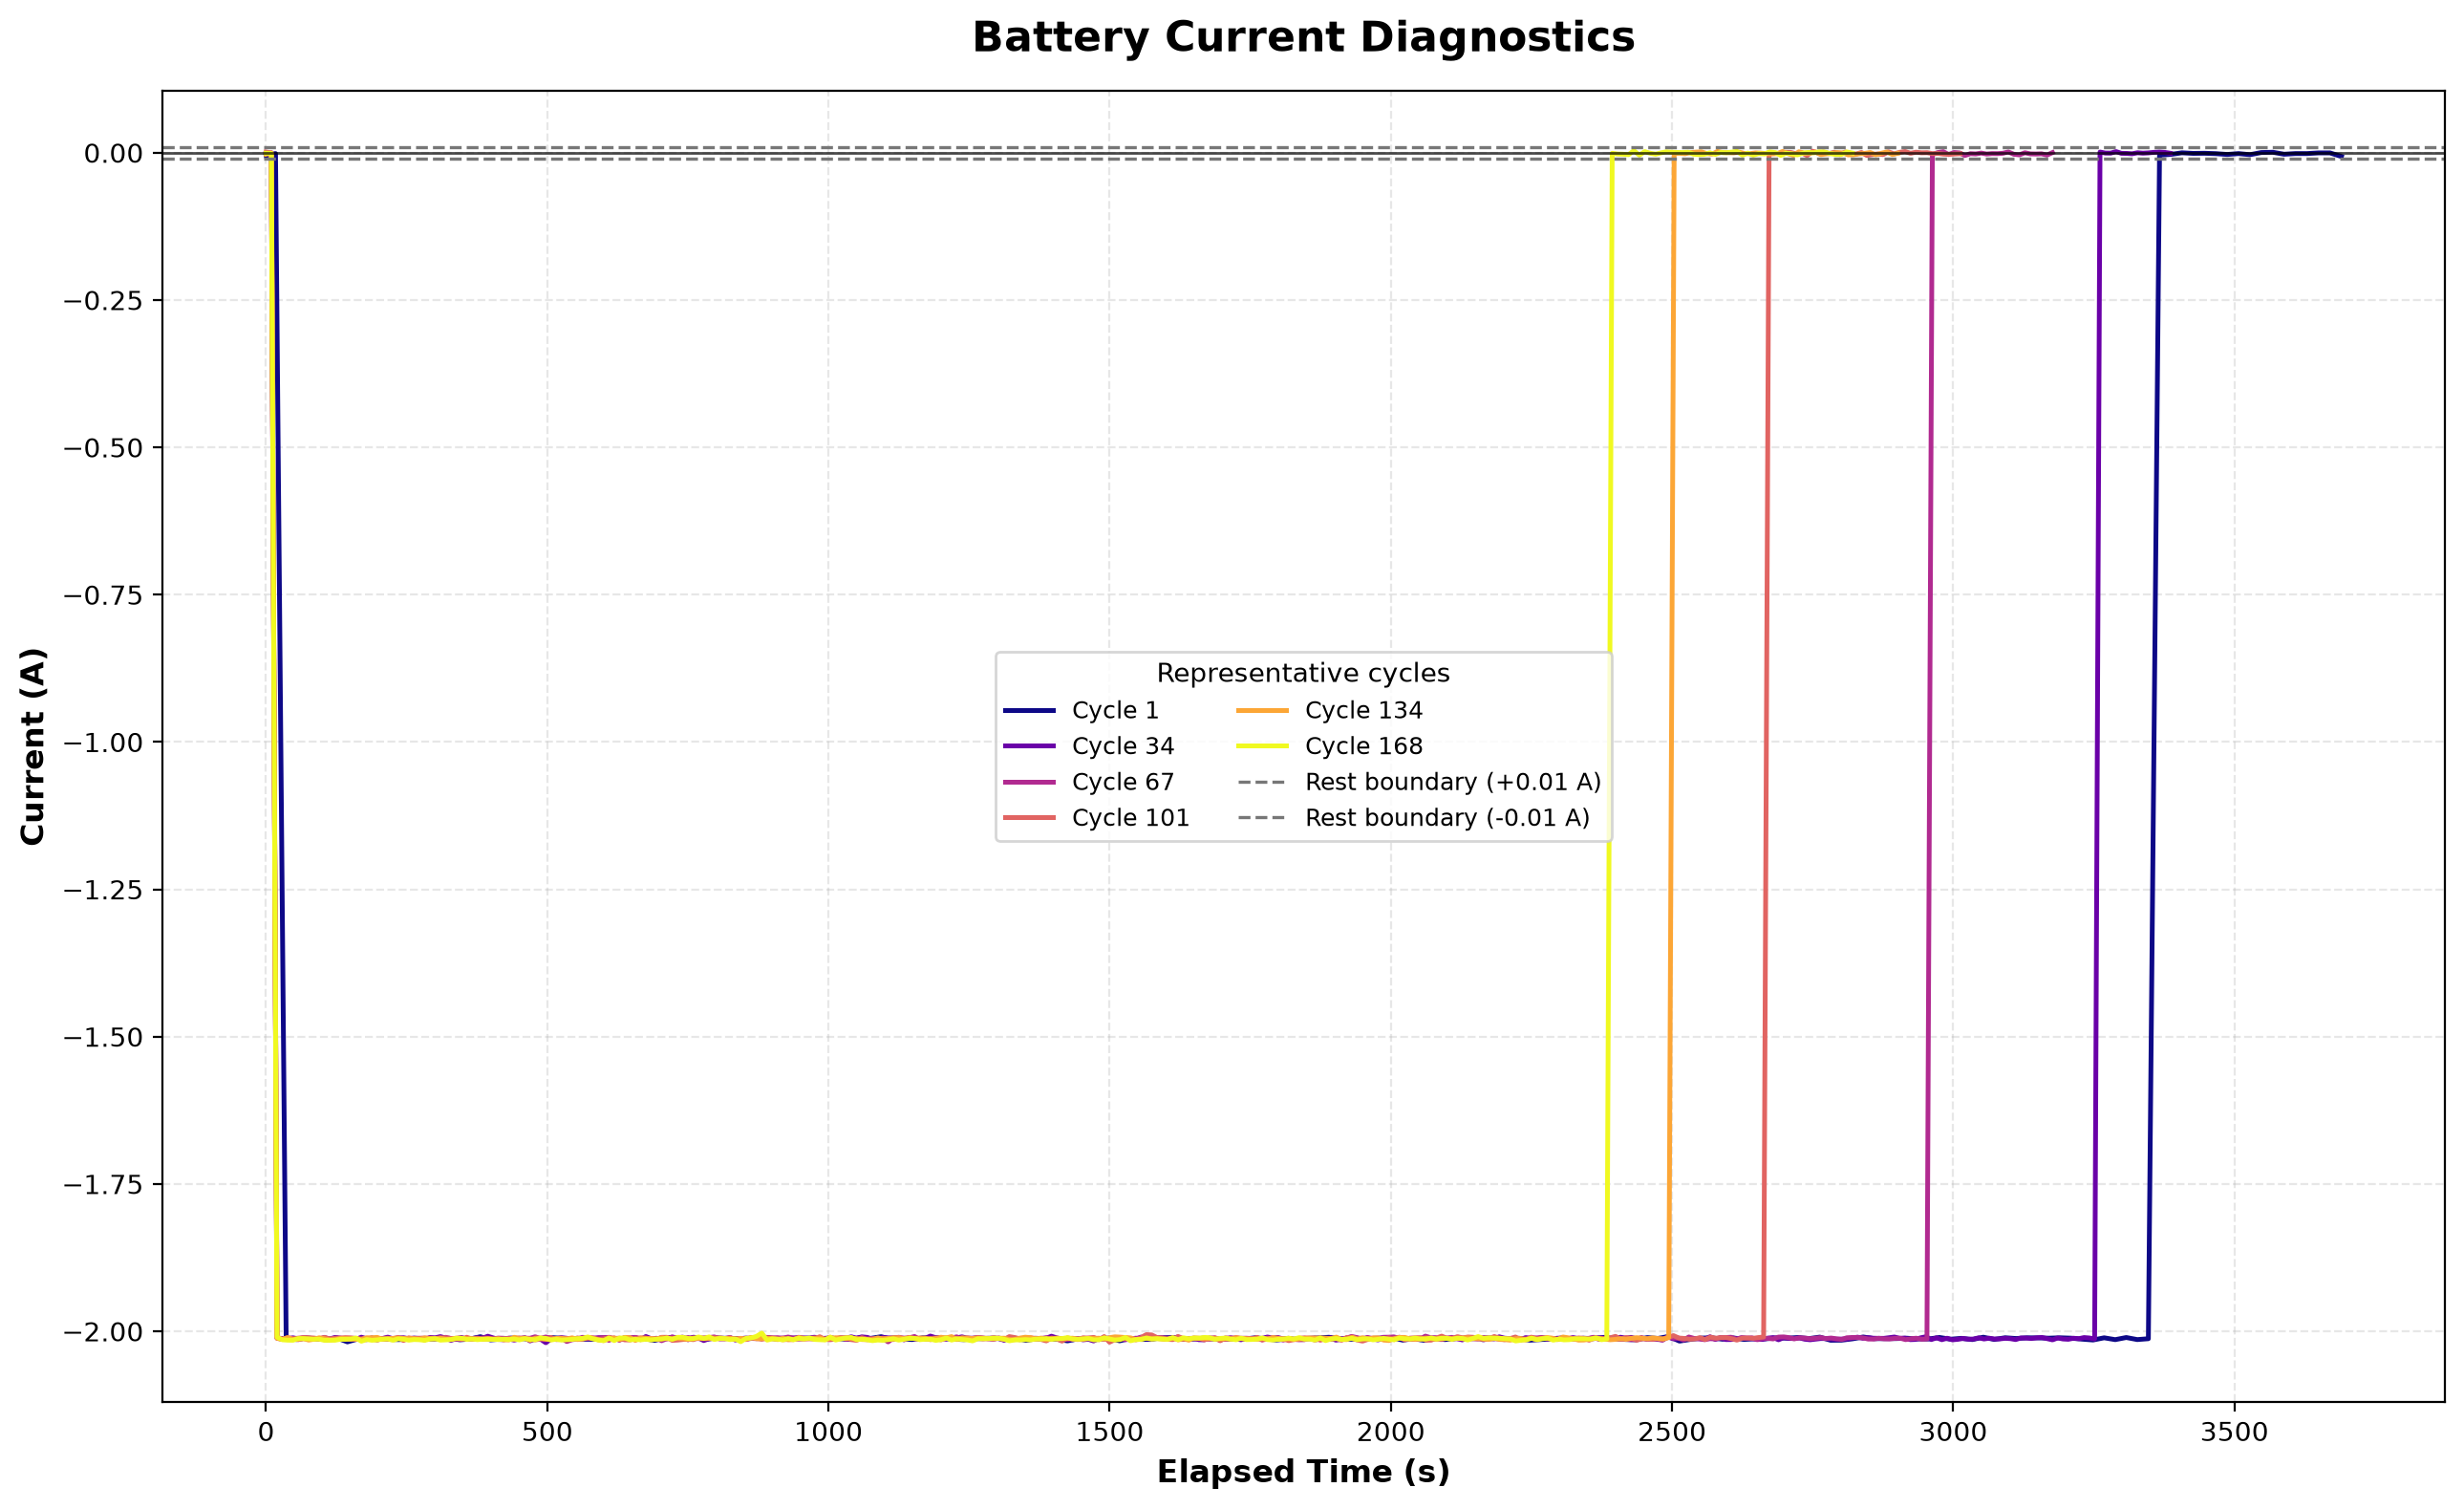 Battery Current Diagnostics
Current (A)
0.00
−0.25
−0.50
−0.75
−1.00
−1.25
−1.50
−1.75
−2.00
Representative cycles
Cycle 1
Cycle 34
Cycle 67
Cycle 101
Cycle 134
Cycle 168
Rest boundary (+0.01 A)
Rest boundary (-0.01 A)
0 500 1000 1500 2000 2500 3000 3500
Elapsed Time (s)